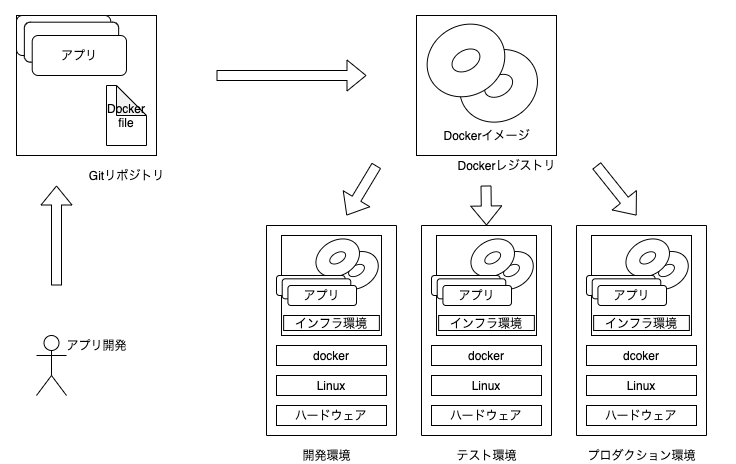 アプリ
Docker
file
Gitリポジトリ
Dockerイメージ
Dockerレジストリ
アプリ開発
アプリ
インフラ環境
docker
Linux
ハードウェア
開発環境
アプリ
インフラ環境
docker
Linux
ハードウェア
テスト環境
アプリ
インフラ環境
dcoker
Linux
ハードウェア
プロダクション環境